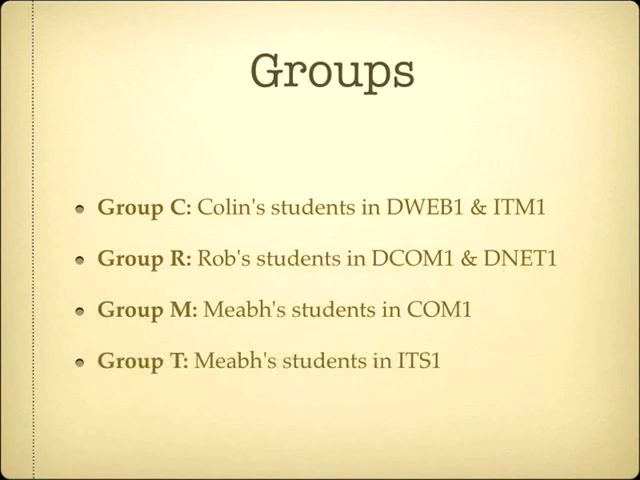 Groups
Group C: Colin's students in DWEB1 & ITM1
Group R: Rob's students in DCOM1 & DNET1
Group M: Meabh's students in COM1
Group T: Meabh's students in ITS1